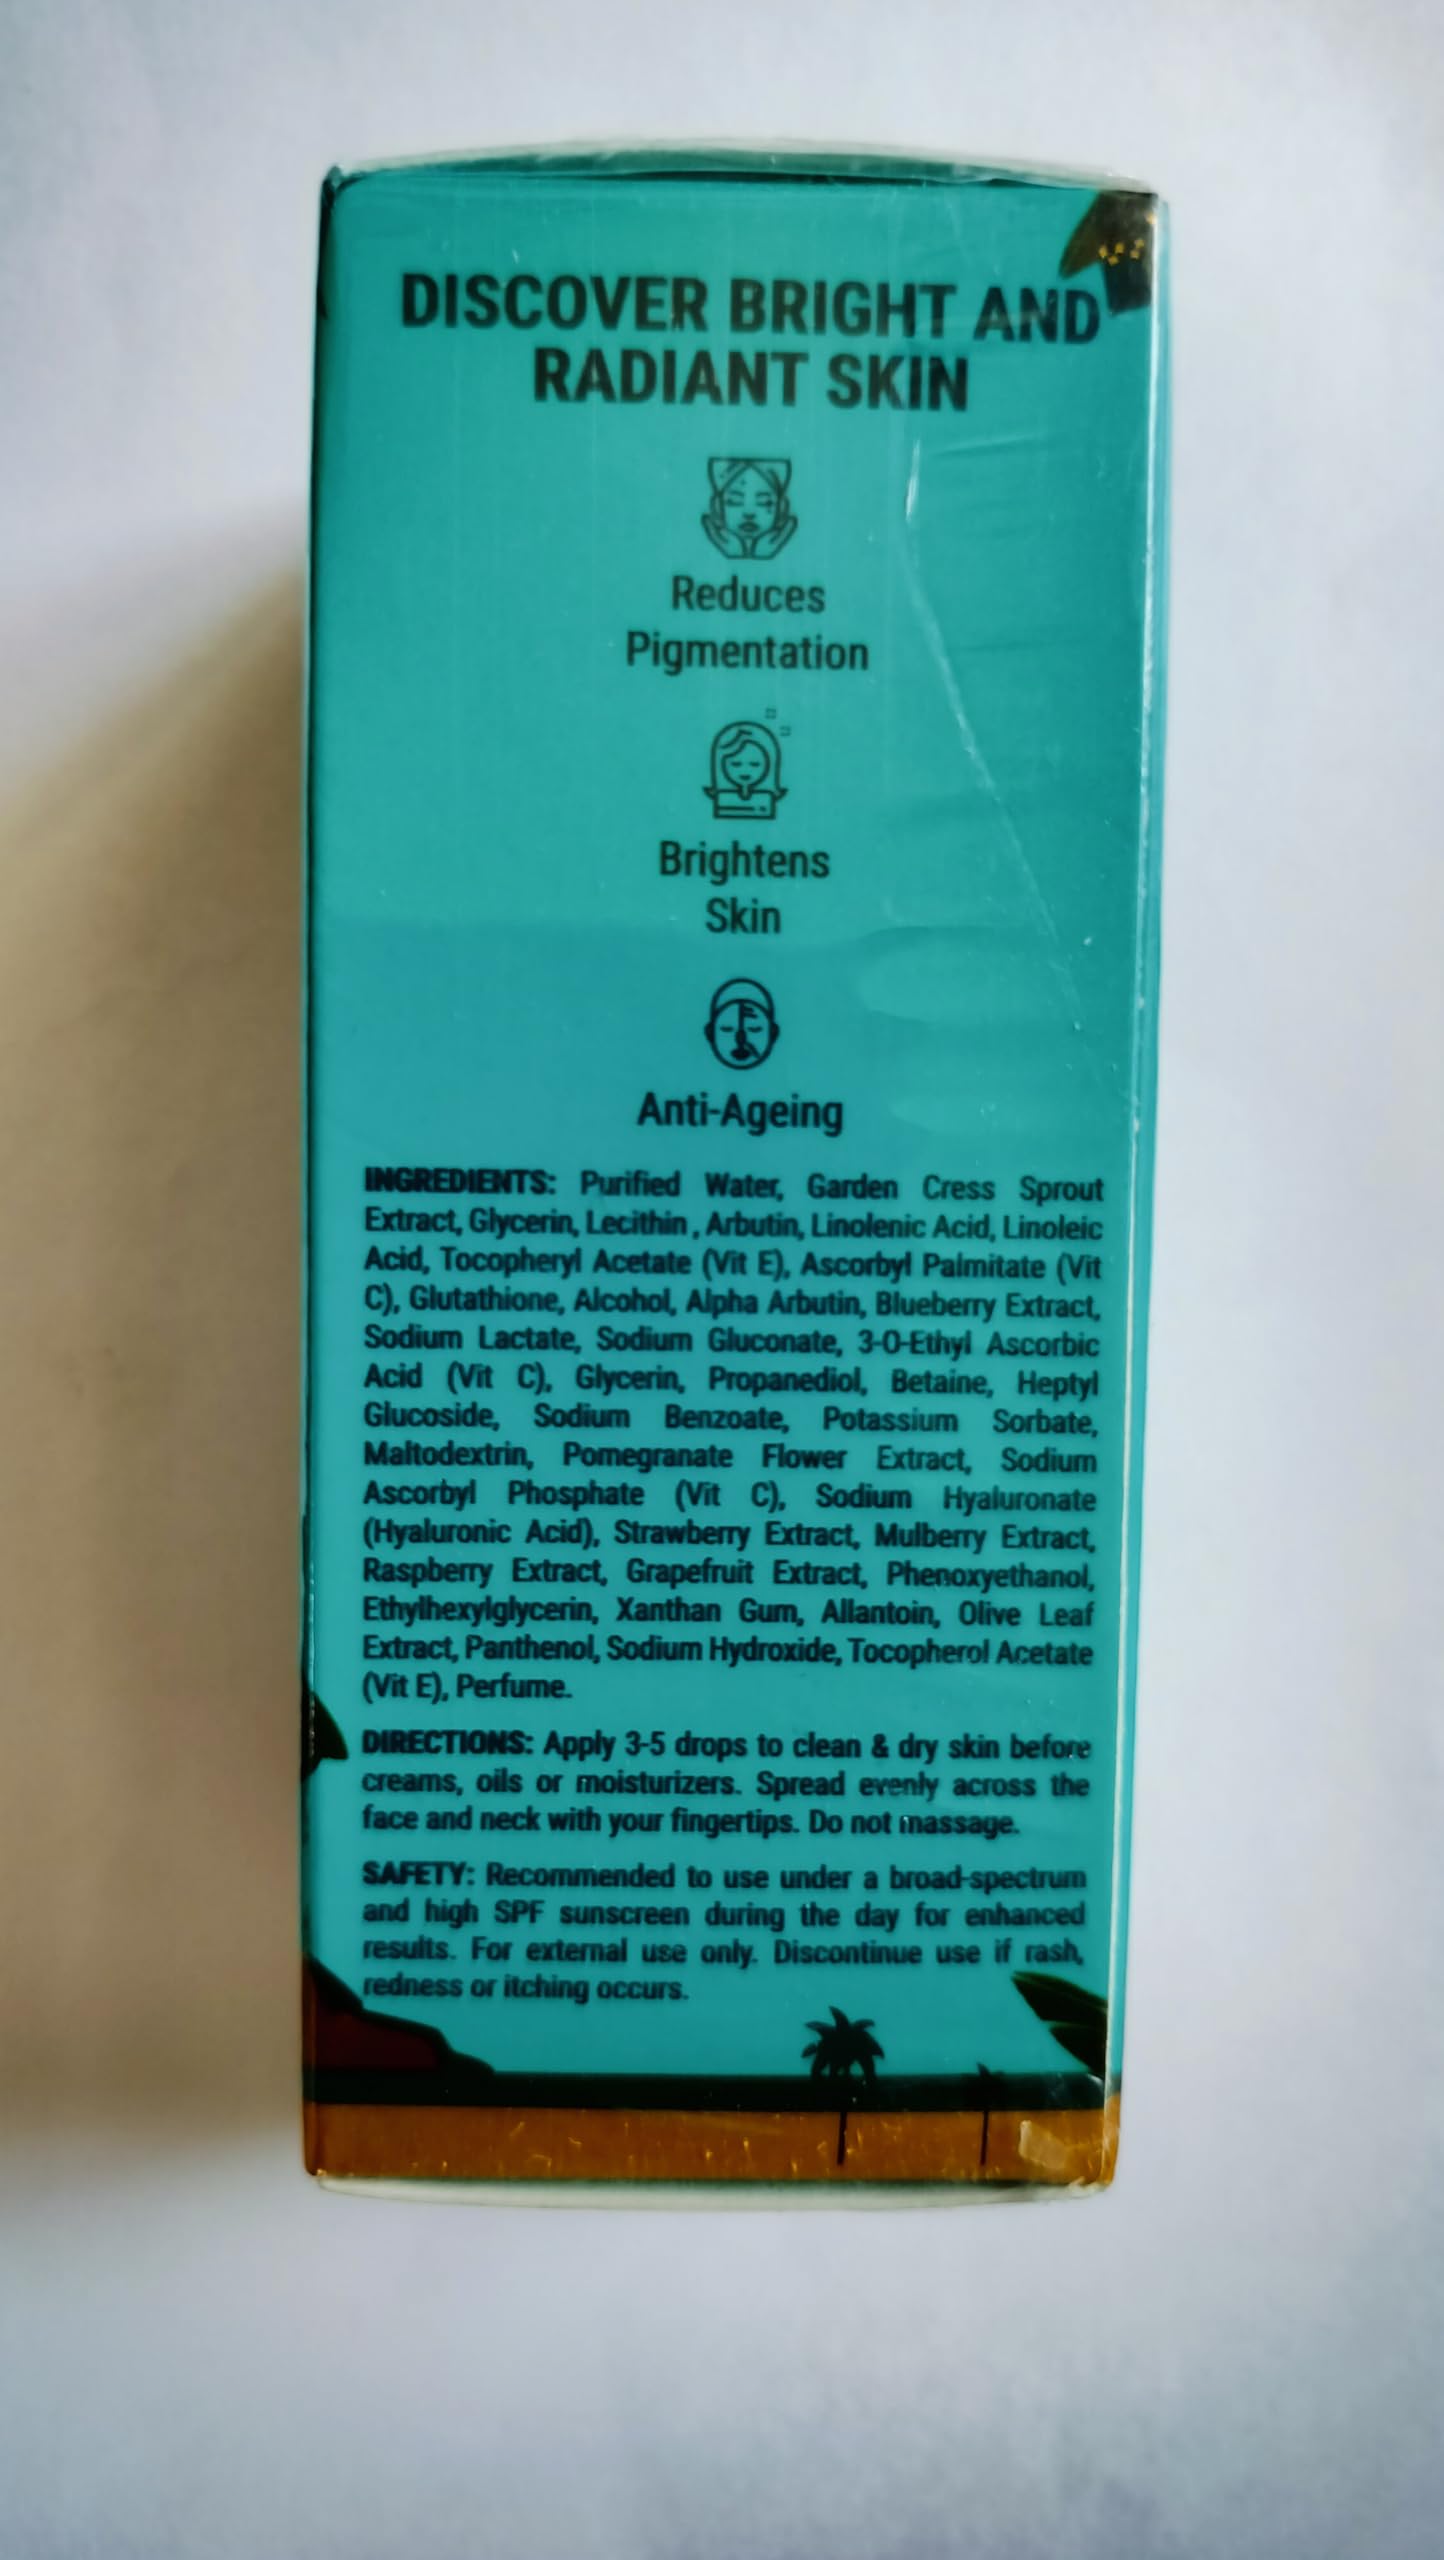 DISCOVER BRIGHT AND
RADIANT SKIN
Reduces
Pigmentation
Brightens
Skin
Anti-Ageing
INGREDIENTS: Purified Water, Garden Cress Sprout
Extract, Glycerin, Lecithin , Arbutin, Linolenic Acid, Linoleic
Acid, Tocopheryl Acetate (Vit E), Ascorbyl Palmitate (Vit
C), Glutathione, Alcohol, Alpha Arbutin, Blueberry Extract,
Sodium Lactate, Sodium Gluconate, 3-O-Ethyl Ascorbic
Acid (Vit C), Glycerin, Propanediol, Betaine, Heptyl
Glucoside, Sodium Benzoate, Potassium Sorbate,
Maltodextrin, Pomegranate Flower Extract, Sodium
Ascorbyl Phosphate (Vit C), Sodium Hyaluronate
(Hyaluronic Acid), Strawberry Extract, Mulberry Extract,
Raspberry Extract, Grapefruit Extract, Phenoxyethanol,
Ethylhexylglycerin, Xanthan Gum, Allantoin, Olive Leaf
Extract, Panthenol, Sodium Hydroxide, Tocopherol Acetate
(Vit E), Perfume.
DIRECTIONS: Apply 3-5 drops to clean & dry skin before
creams, oils or moisturizers. Spread evenly across the
face and neck with your fingertips. Do not massage.
SAFETY: Recommended to use under a broad-spectrum
and high SPF sunscreen during the day for enhanced
results. For external use only. Discontinue use if rash,
redness or itching occurs.